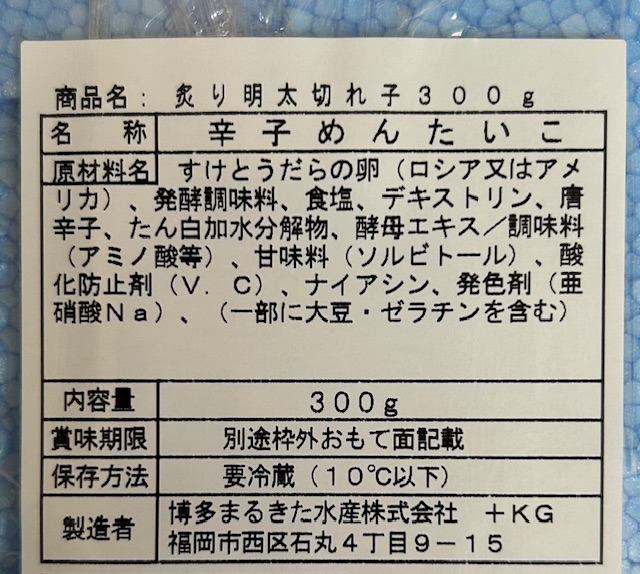 商品名：炙り明太切れ子３００ｇ
名称 辛子めんたいこ
原材料名 すけとうだらの卵（ロシア又はアメ
リカ）、発酵調味料、食塩、デキストリン、唐
辛子、たん白加水分解物、酵母エキス／調味料
（アミノ酸等）、甘味料（ソルビトール）、酸
化防止剤（Ｖ．Ｃ）、ナイアシン、発色剤（亜
硝酸Ｎａ）、（一部に大豆・ゼラチンを含む）
内容量 ３００ｇ
賞味期限 別途枠外おもて面記載
保存方法 要冷蔵（１０℃以下）
製造者 博多まるきた水産株式会社 ＋ＫＧ
福岡市西区石丸４丁目９－１５